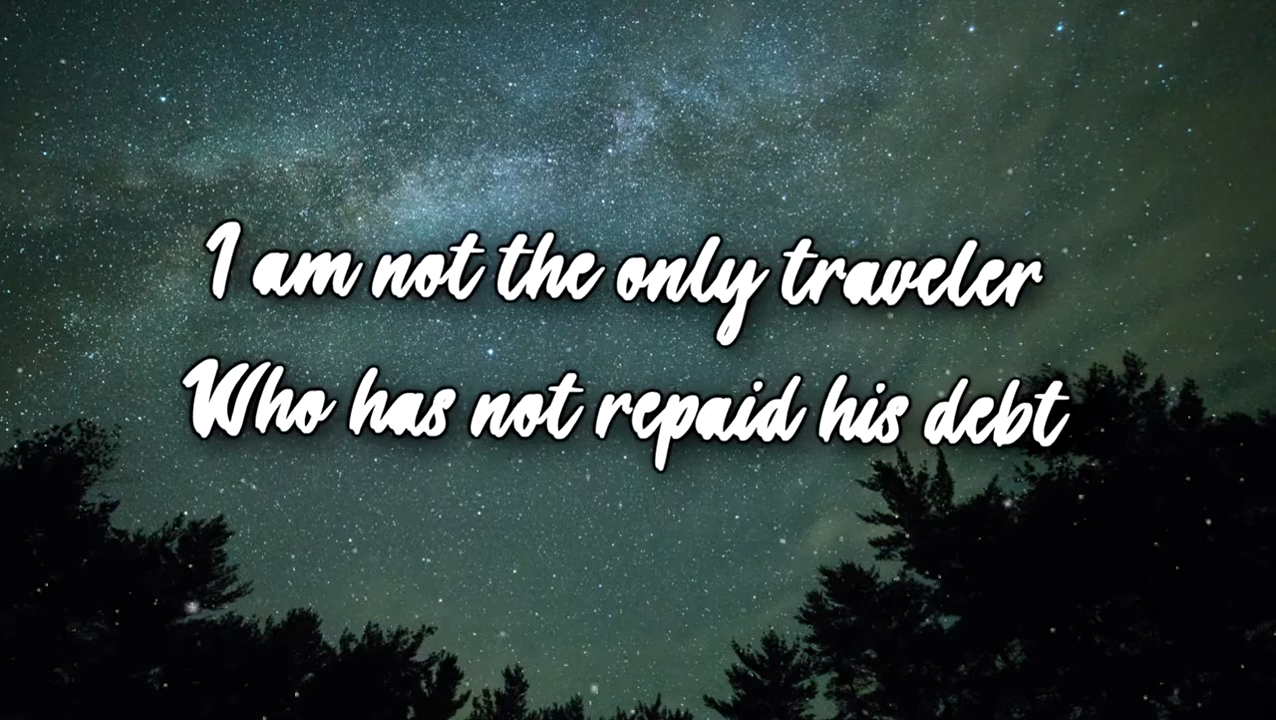 I am not the only traveler
Who has not repaid his debt